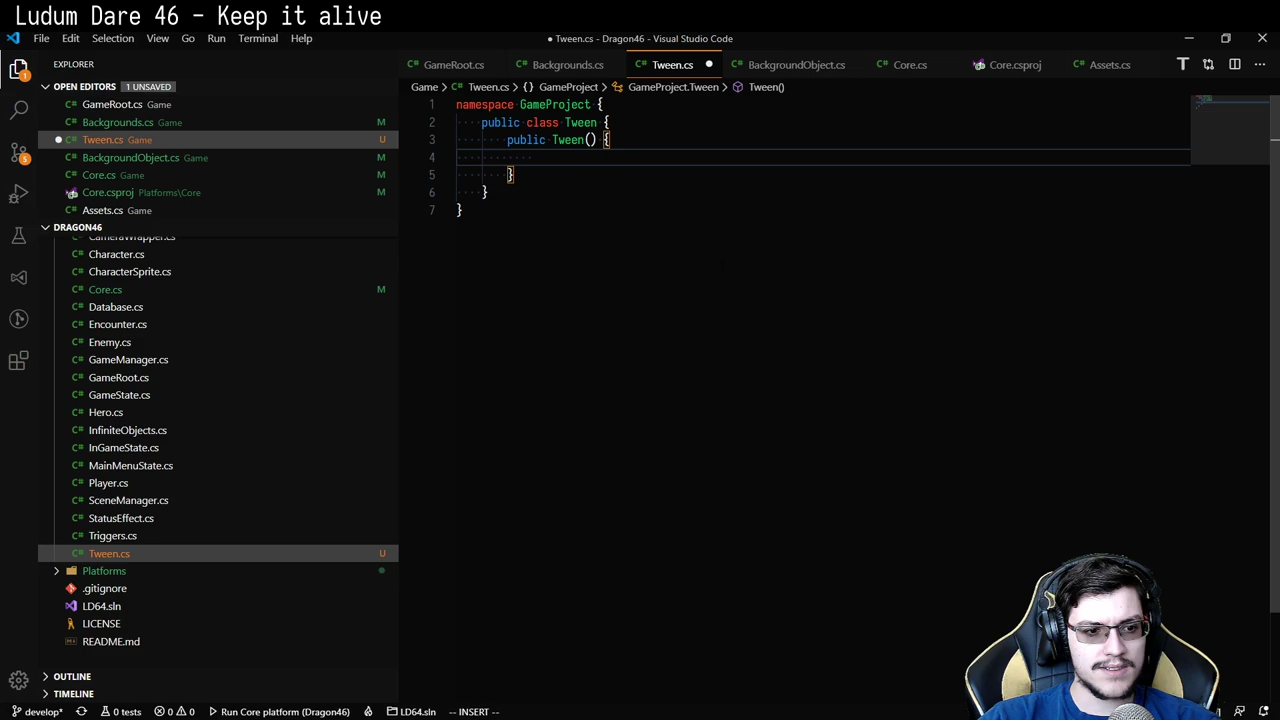 Ludum Dare 46 - Keep it alive
File Edit Selection View Go Run Terminal Help
● Tween.cs - Dragon46 - Visual Studio Code
EXPLORER
GameRoot.cs Backgrounds.cs Tween.cs BackgroundObject.cs Core.cs Core.csproj Assets.cs
OPEN EDITORS 1 UNSAVED
GameRoot.cs Game
Backgrounds.cs Game M
Tween.cs Game U
BackgroundObject.cs Game M
Core.cs Game M
Core.csproj Platforms\Core M
Assets.cs Game
DRAGON46
CameraWrapper.cs
Character.cs
CharacterSprite.cs
Core.cs M
Database.cs
Encounter.cs
Enemy.cs
GameManager.cs
GameRoot.cs
GameState.cs
Hero.cs
InfiniteObjects.cs
InGameState.cs
MainMenuState.cs
Player.cs
SceneManager.cs
StatusEffect.cs
Triggers.cs
Tween.cs U
Platforms
.gitignore
LD64.sln
LICENSE
README.md
OUTLINE
TIMELINE
Game > Tween.cs > {} GameProject > GameProject.Tween > Tween()
1 namespace GameProject {
2 public class Tween {
3 public Tween() {
4
5 }
6 }
7 }
develop* 0 tests 0 0 Run Core platform (Dragon46) LD64.sln -- INSERT --